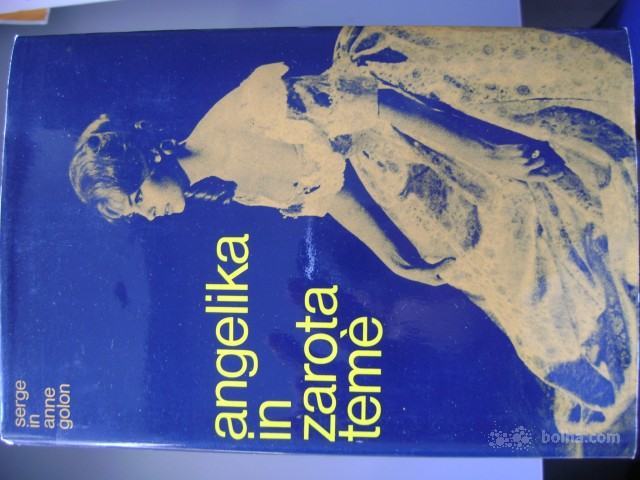 serge
in
anne
golon
angelika
in
zarota
temè
bolha.com